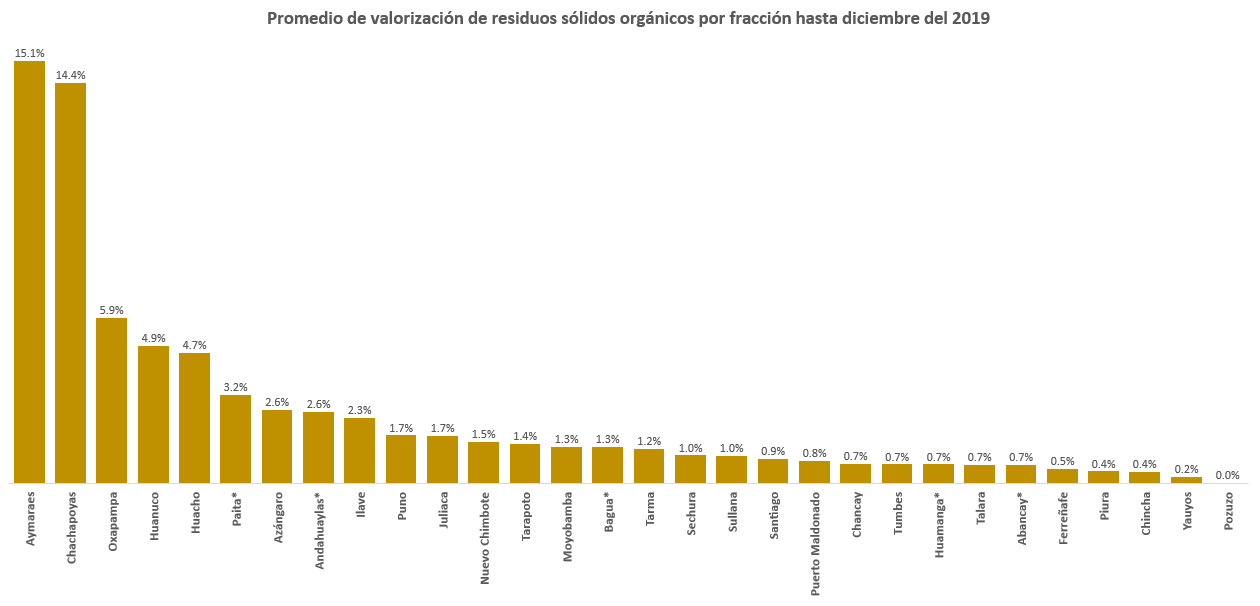 Promedio de valorización de residuos sólidos orgánicos por fracción hasta diciembre del 2019
15.1%
14.4%
5.9%
4.9%
4.7%
3.2%
2.6%
2.6%
2.3%
1.7%
1.7%
1.5%
1.4%
1.3%
1.3%
1.2%
1.0%
1.0%
0.9%
0.8%
0.7%
0.7%
0.7%
0.7%
0.7%
0.5%
0.4%
0.4%
0.2%
0.0%
Aymaraes
Chachapoyas
Oxapampa
Huanuco
Huacho
Paita*
Azángaro
Andahuaylas*
Ilave
Puno
Juliaca
Nuevo Chimbote
Tarapoto
Moyobamba
Bagua*
Tarma
Sechura
Sullana
Santiago
Puerto Maldonado
Chancay
Tumbes
Huamanga*
Talara
Abancay*
Ferreñafe
Piura
Chincha
Yauyos
Pozuzo